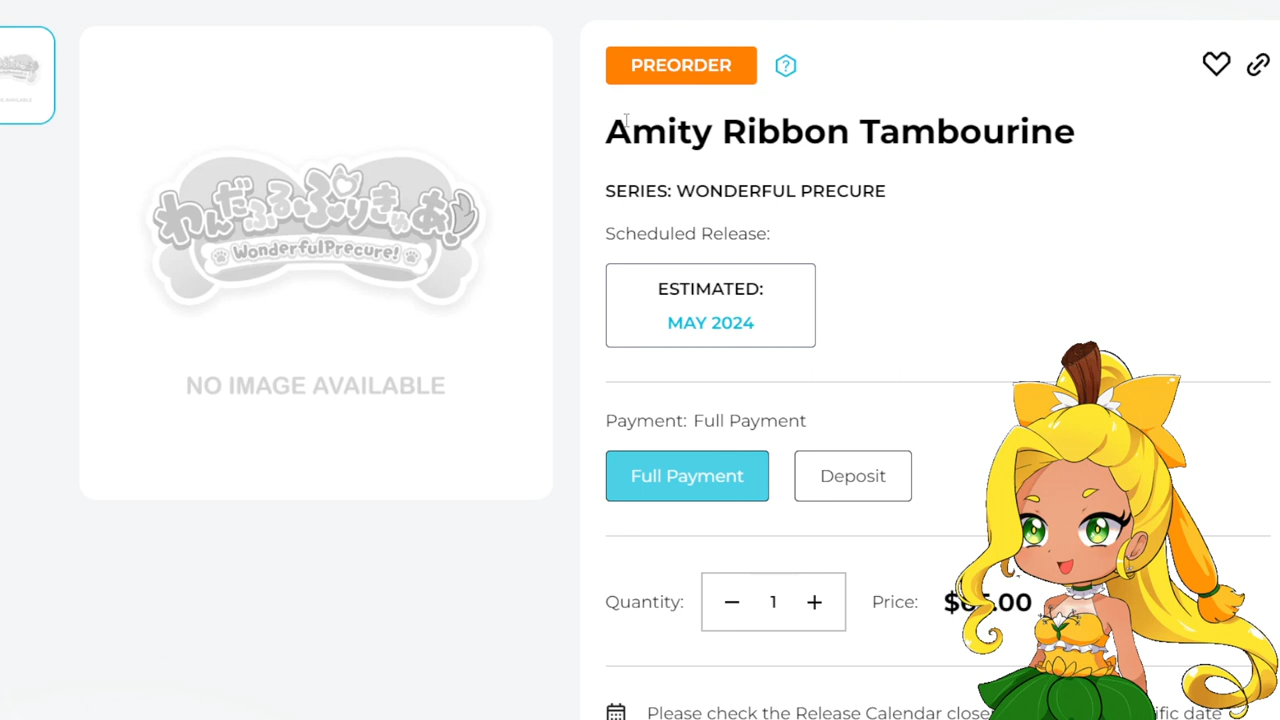 わんだふるぷりきゅあ!
WonderfulPrecure!
NO IMAGE AVAILABLE
PREORDER
?
Amity Ribbon Tambourine
SERIES: WONDERFUL PRECURE
Scheduled Release:
ESTIMATED:
MAY 2024
Payment: Full Payment
Full Payment
Deposit
Quantity:
− 1 +
Price:
Please check the Release Calendar date